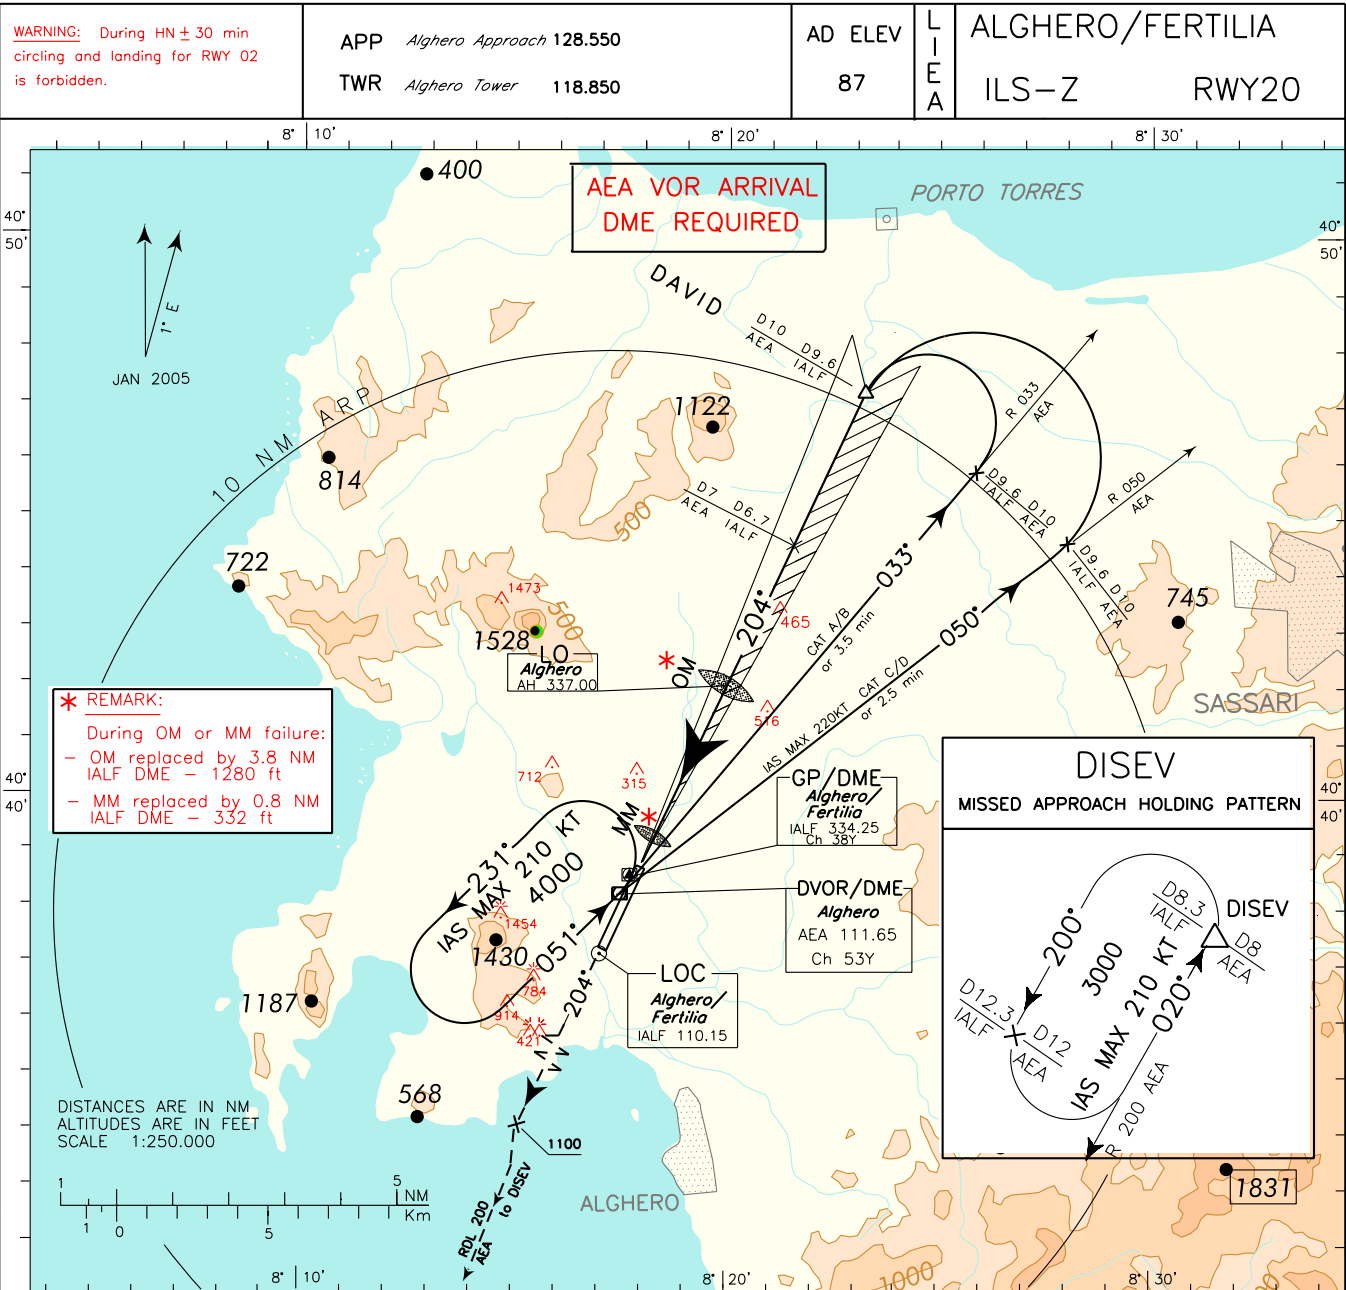 WARNING: During HN ± 30 min
circling and landing for RWY 02
is forbidden.
APP Alghero Approach 128.550
TWR Alghero Tower 118.850
AD ELEV
87
LIEA
ALGHERO/FERTILIA
ILS-Z RWY20
8° 10'
8° 20'
8° 30'
40°
50'
40°
50'
400
AEA VOR ARRIVAL
DME REQUIRED
PORTO TORRES
1° E
JAN 2005
DAVID
D10 D9.6
AEA IALF
R 033
AEA
10 NM ARP
1122
814
D7 D6.7
AEA IALF
500
D9.6 D10
IALF AEA
R 050
AEA
D9.6 D10
IALF AEA
722
1473
500
1528
204°
465
033°
CAT A/B
or 3.5 min
050°
745
LO
Alghero
AH 337.00
OM
CAT C/D
IAS MAX 220KT or 2.5 min
516
SASSARI
* REMARK:
During OM or MM failure:
- OM replaced by 3.8 NM
IALF DME - 1280 ft
- MM replaced by 0.8 NM
IALF DME - 332 ft
712
315
40°
40'
40°
40'
MM
GP/DME
Alghero/
Fertilia
IALF 334.25
Ch 38Y
DISEV
MISSED APPROACH HOLDING PATTERN
231°
IAS MAX 210 KT
4000
051°
1454
1430
784
914
421
1187
DVOR/DME
Alghero
AEA 111.65
Ch 53Y
LOC
Alghero/
Fertilia
IALF 110.15
204°
D8.3
IALF
DISEV
D8
AEA
200°
3000
IAS MAX 210 KT
020°
D12.3
IALF
D12
AEA
R 200 AEA
568
DISTANCES ARE IN NM
ALTITUDES ARE IN FEET
SCALE 1:250.000
1 5 NM
1 0 5 Km
1100
RDL 200
AEA
to DISEV
ALGHERO
1831
1000
8° 10'
8° 20'
8° 30'